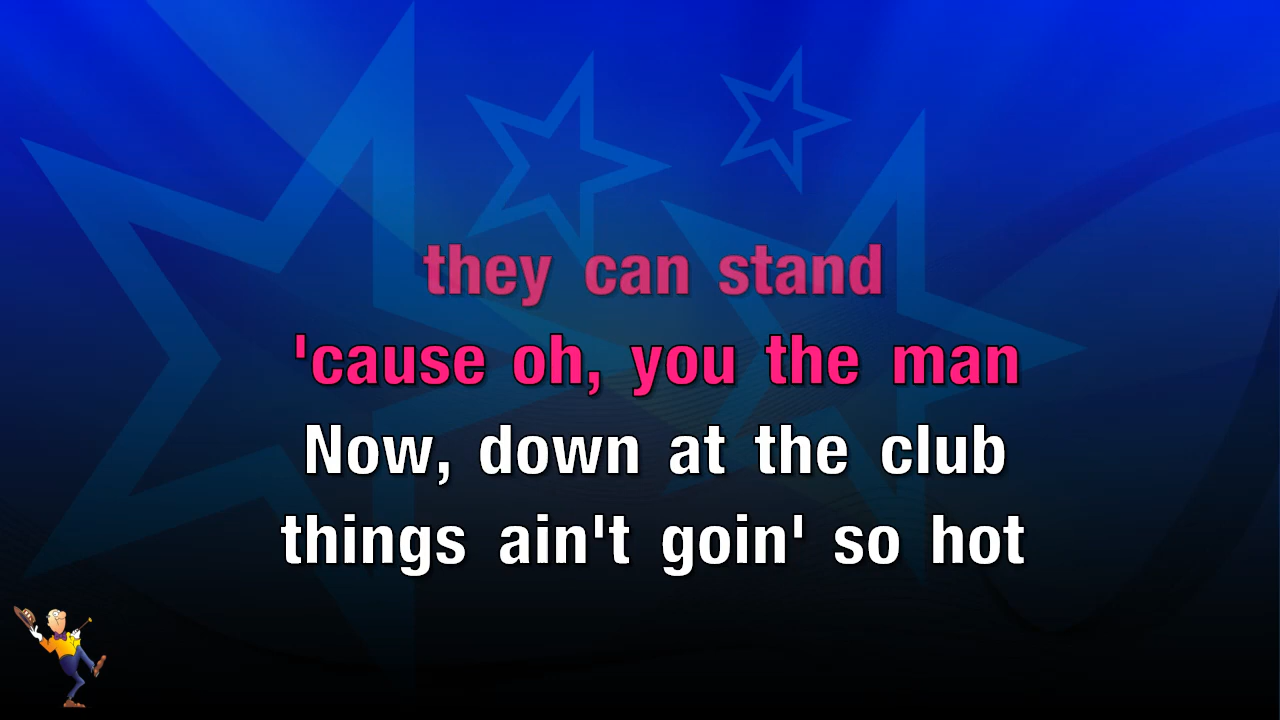 they can stand
'cause oh, you the man
Now, down at the club
things ain't goin' so hot